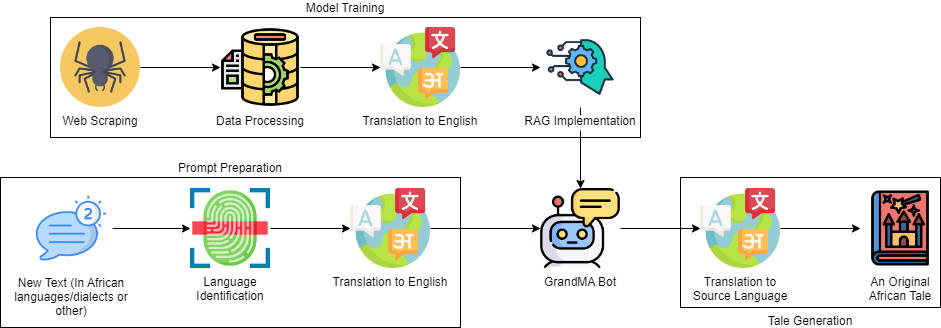 Model Training
Web Scraping
Data Processing
Translation to English
RAG Implementation
A
文
अ
Prompt Preparation
2
New Text (In African
languages/dialects or
other)
Language
Identification
A
文
अ
Translation to English
GrandMA Bot
A
文
अ
Translation to
Source Language
An Original
African Tale
Tale Generation